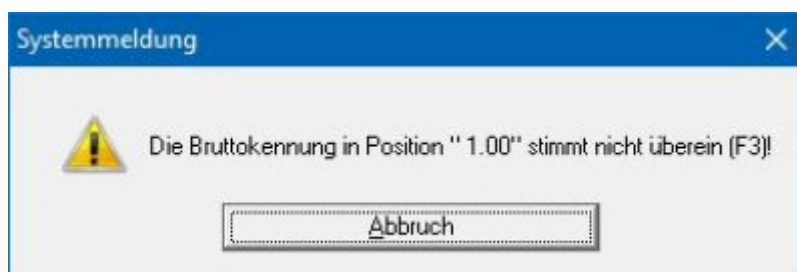 Systemmeldung
Die Bruttokennung in Position " 1.00" stimmt nicht überein (F3)!
Abbruch